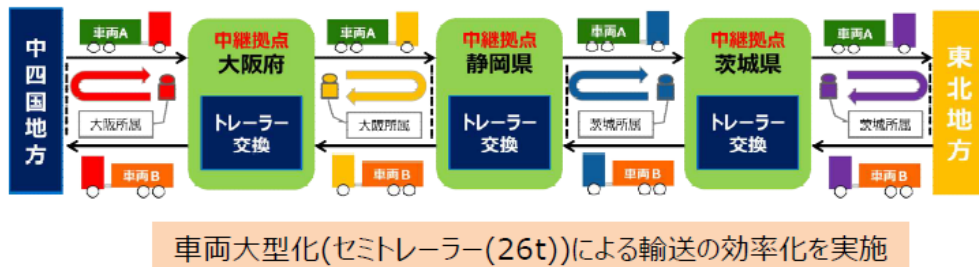 中四国地方
車両A
大阪所属
車両B
中継拠点
大阪府
トレーラー
交換
車両A
大阪所属
車両B
中継拠点
静岡県
トレーラー
交換
車両A
茨城所属
車両B
中継拠点
茨城県
トレーラー
交換
車両A
茨城所属
車両B
東北地方
車両大型化(セミトレーラー(26t))による輸送の効率化を実施